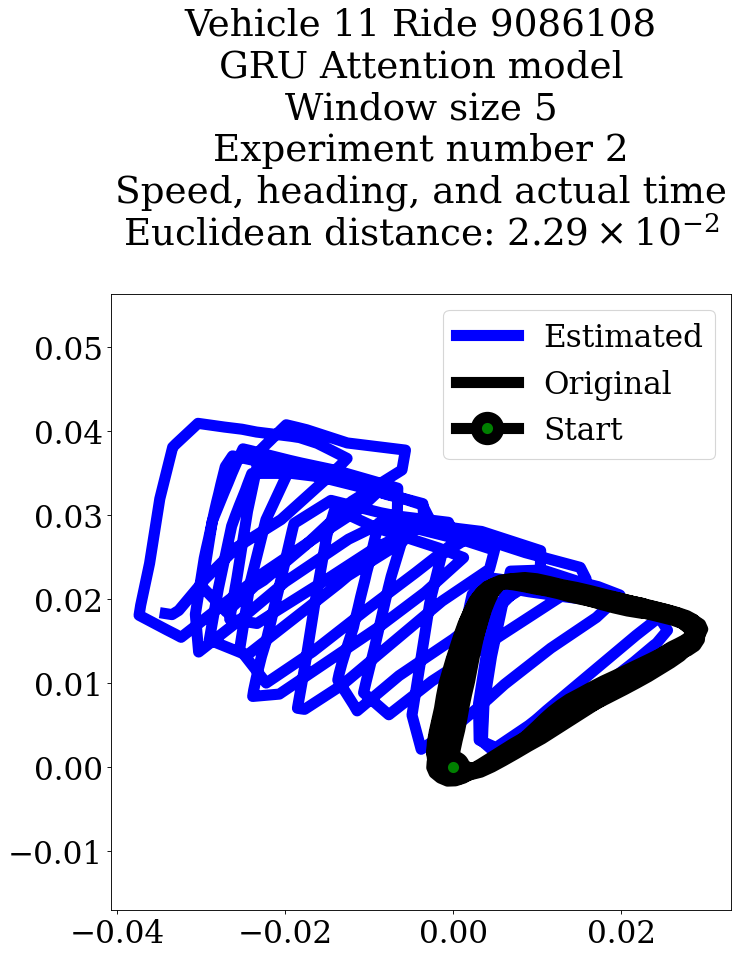 Vehicle 11 Ride 9086108
GRU Attention model
Window size 5
Experiment number 2
Speed, heading, and actual time
Euclidean distance: 2.29 × 10⁻²
Estimated
Original
Start
0.05
0.04
0.03
0.02
0.01
0.00
−0.01
−0.04
−0.02
0.00
0.02